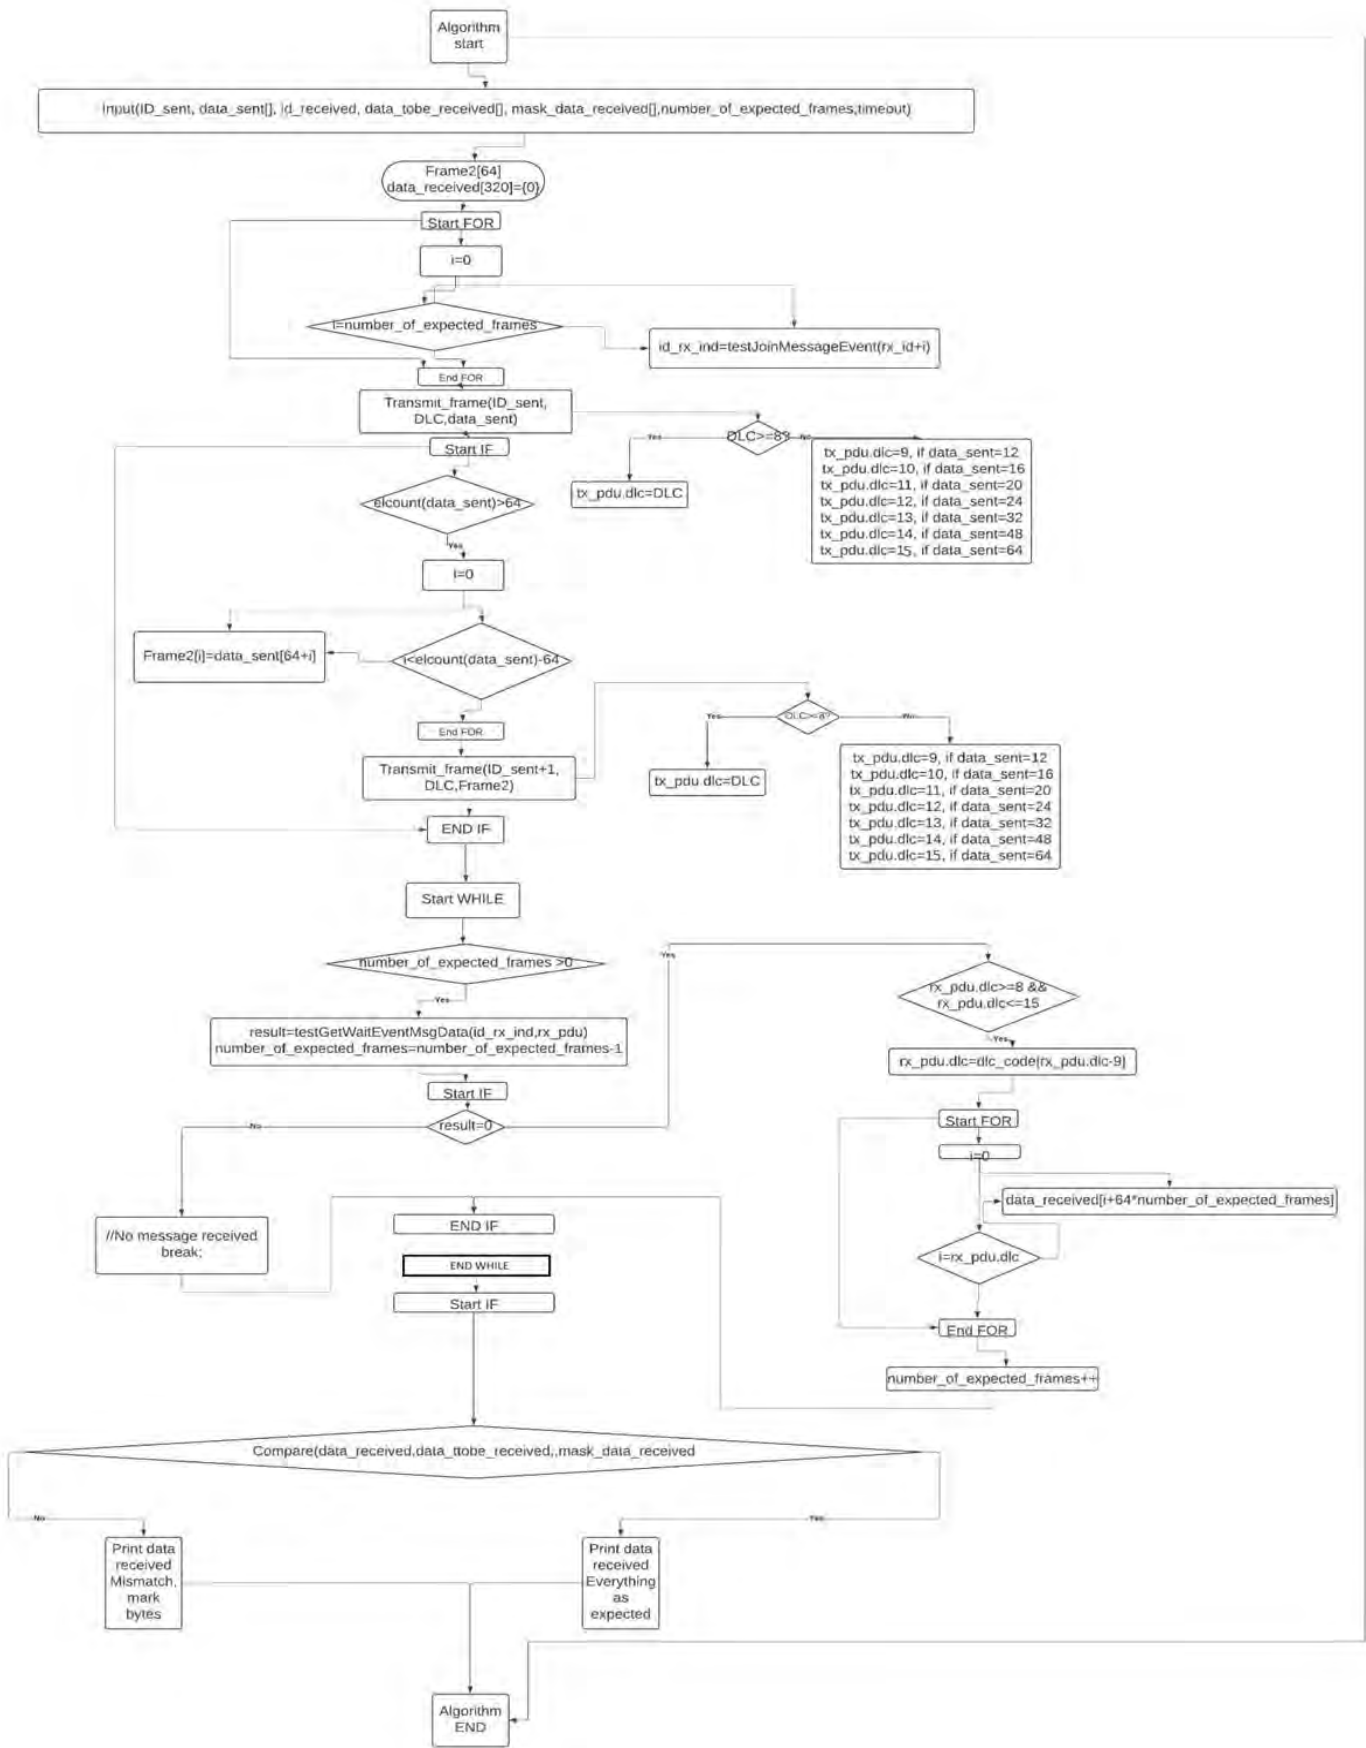 Algorithm
start
Input(ID_sent, data_sent[], id_received, data_tobe_received[], mask_data_received[],number_of_expected_frames,timeout)
Frame2[64]
data_received[320]={0}
Start FOR
i=0
i=number_of_expected_frames
id_rx_ind=testJoinMessageEvent(rx_id+i)
End FOR
Transmit_frame(ID_sent,
DLC,data_sent)
DLC>=8?
Yes
No
tx_pdu.dlc=DLC
tx_pdu.dlc=9, if data_sent=12
tx_pdu.dlc=10, if data_sent=16
tx_pdu.dlc=11, if data_sent=20
tx_pdu.dlc=12, if data_sent=24
tx_pdu.dlc=13, if data_sent=32
tx_pdu.dlc=14, if data_sent=48
tx_pdu.dlc=15, if data_sent=64
Start IF
elcount(data_sent)>64
Yes
i=0
Frame2[i]=data_sent[64+i]
i<elcount(data_sent)-64
End FOR
Transmit_frame(ID_sent+1,
DLC,Frame2)
DLC>=8?
Yes
No
tx_pdu.dlc=DLC
tx_pdu.dlc=9, if data_sent=12
tx_pdu.dlc=10, if data_sent=16
tx_pdu.dlc=11, if data_sent=20
tx_pdu.dlc=12, if data_sent=24
tx_pdu.dlc=13, if data_sent=32
tx_pdu.dlc=14, if data_sent=48
tx_pdu.dlc=15, if data_sent=64
END IF
Start WHILE
number_of_expected_frames >0
Yes
result=testGetWaitEventMsgData(id_rx_ind,rx_pdu)
number_of_expected_frames=number_of_expected_frames-1
Start IF
result=0
No
Yes
rx_pdu.dlc>=8 &&
rx_pdu.dlc<=15
Yes
rx_pdu.dlc=dlc_code[rx_pdu.dlc-9]
Start FOR
i=0
data_received[i+64*number_of_expected_frames]
i=rx_pdu.dlc
End FOR
number_of_expected_frames++
//No message received
break;
END IF
END WHILE
Start IF
Compare(data_received,data_ttobe_received,,mask_data_received
No
Yes
Print data
received
Mismatch,
mark
bytes
Print data
received
Everything
as
expected
Algorithm
END